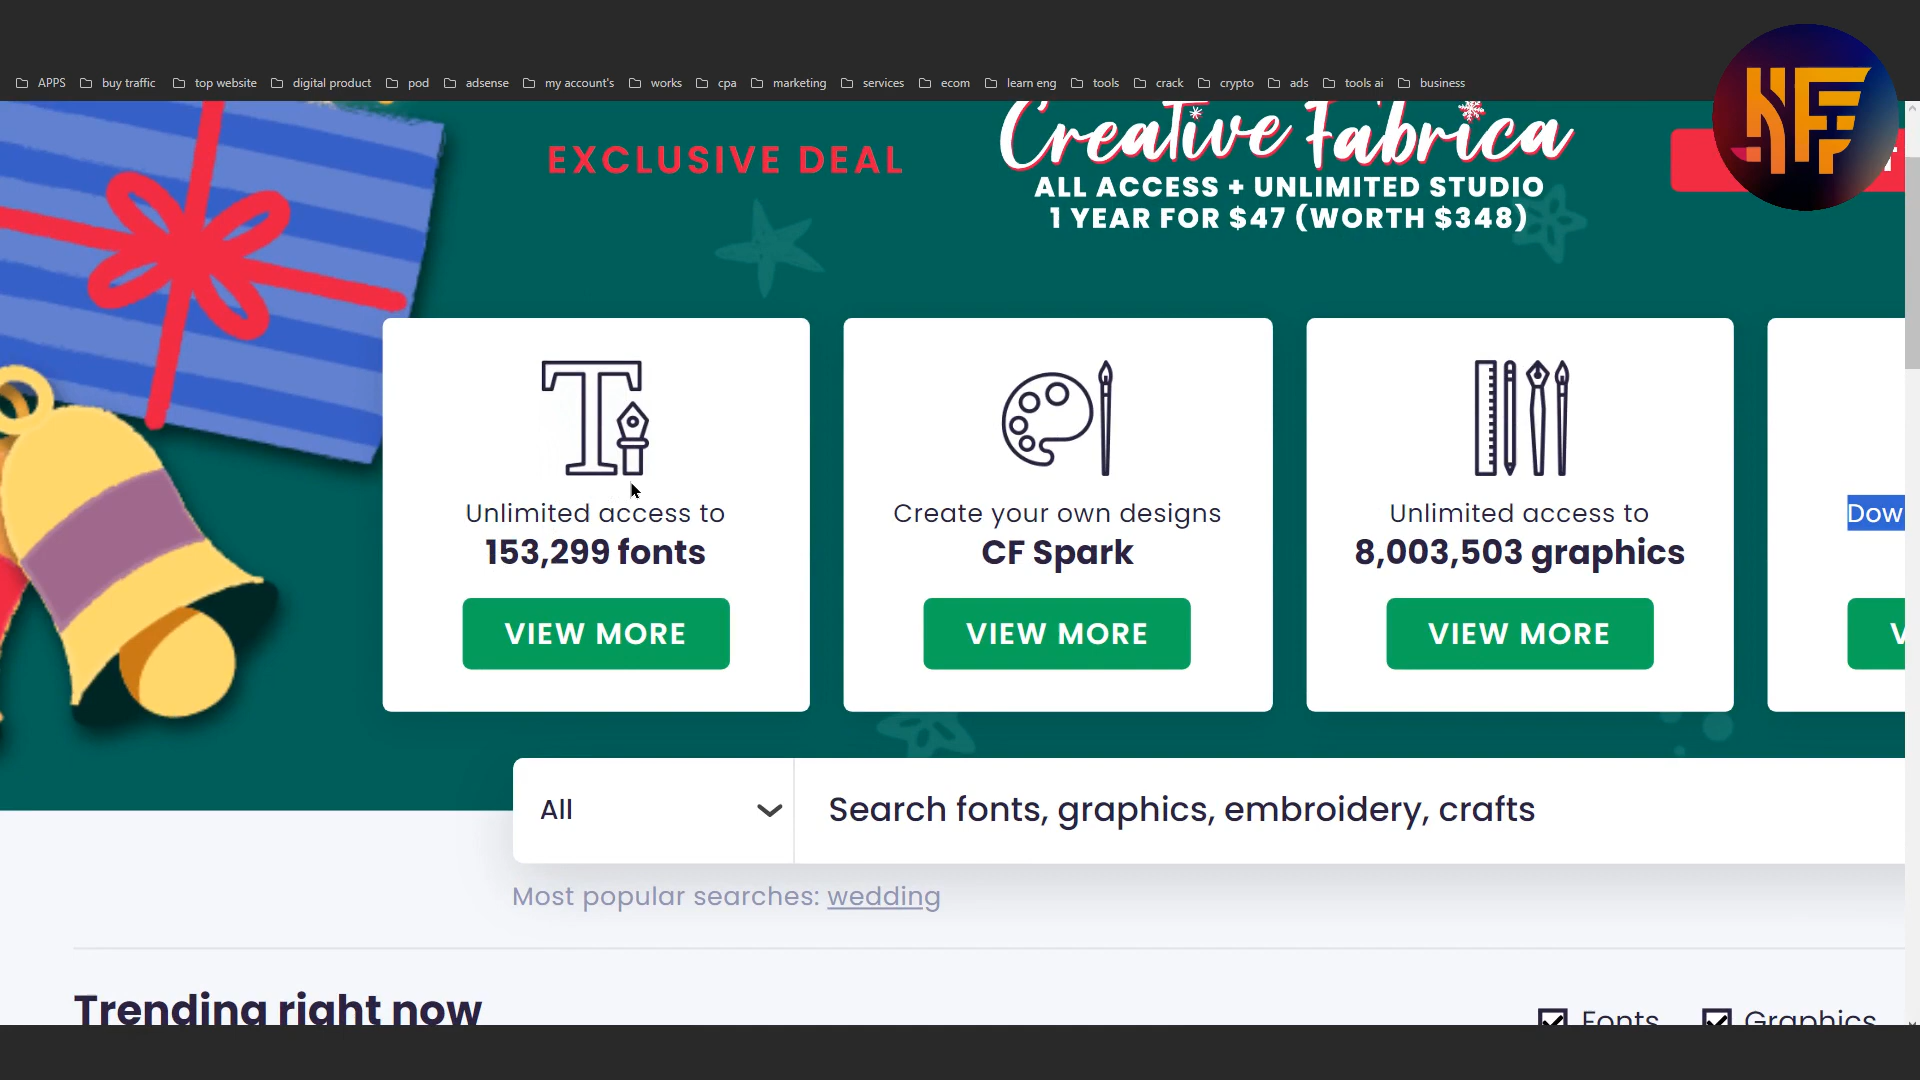 APPS buy traffic top website digital product pod adsense my account's works cpa marketing services ecom learn eng tools crack crypto ads tools ai business
KF
Creative Fabrica
EXCLUSIVE DEAL
ALL ACCESS + UNLIMITED STUDIO
1 YEAR FOR $47 (WORTH $348)
Unlimited access to
153,299 fonts
VIEW MORE
Create your own designs
CF Spark
VIEW MORE
Unlimited access to
8,003,503 graphics
VIEW MORE
Dow
V
All
Search fonts, graphics, embroidery, crafts
Most popular searches: wedding
Trending right now
Fonts
Graphics